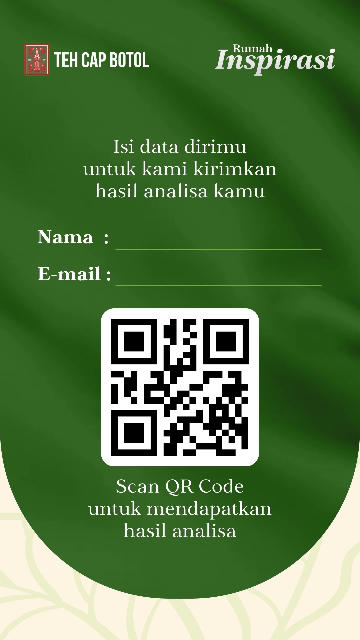 TEH CAP BOTOL
Rumah
Inspirasi
Isi data dirimu
untuk kami kirimkan
hasil analisa kamu
Nama :
E-mail :
Scan QR Code
untuk mendapatkan
hasil analisa